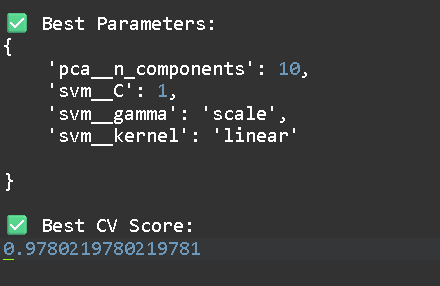 ✅ Best Parameters:
{
    'pca__n_components': 10,
    'svm__C': 1,
    'svm__gamma': 'scale',
    'svm__kernel': 'linear'
}
✅ Best CV Score:
0.9780219780219781